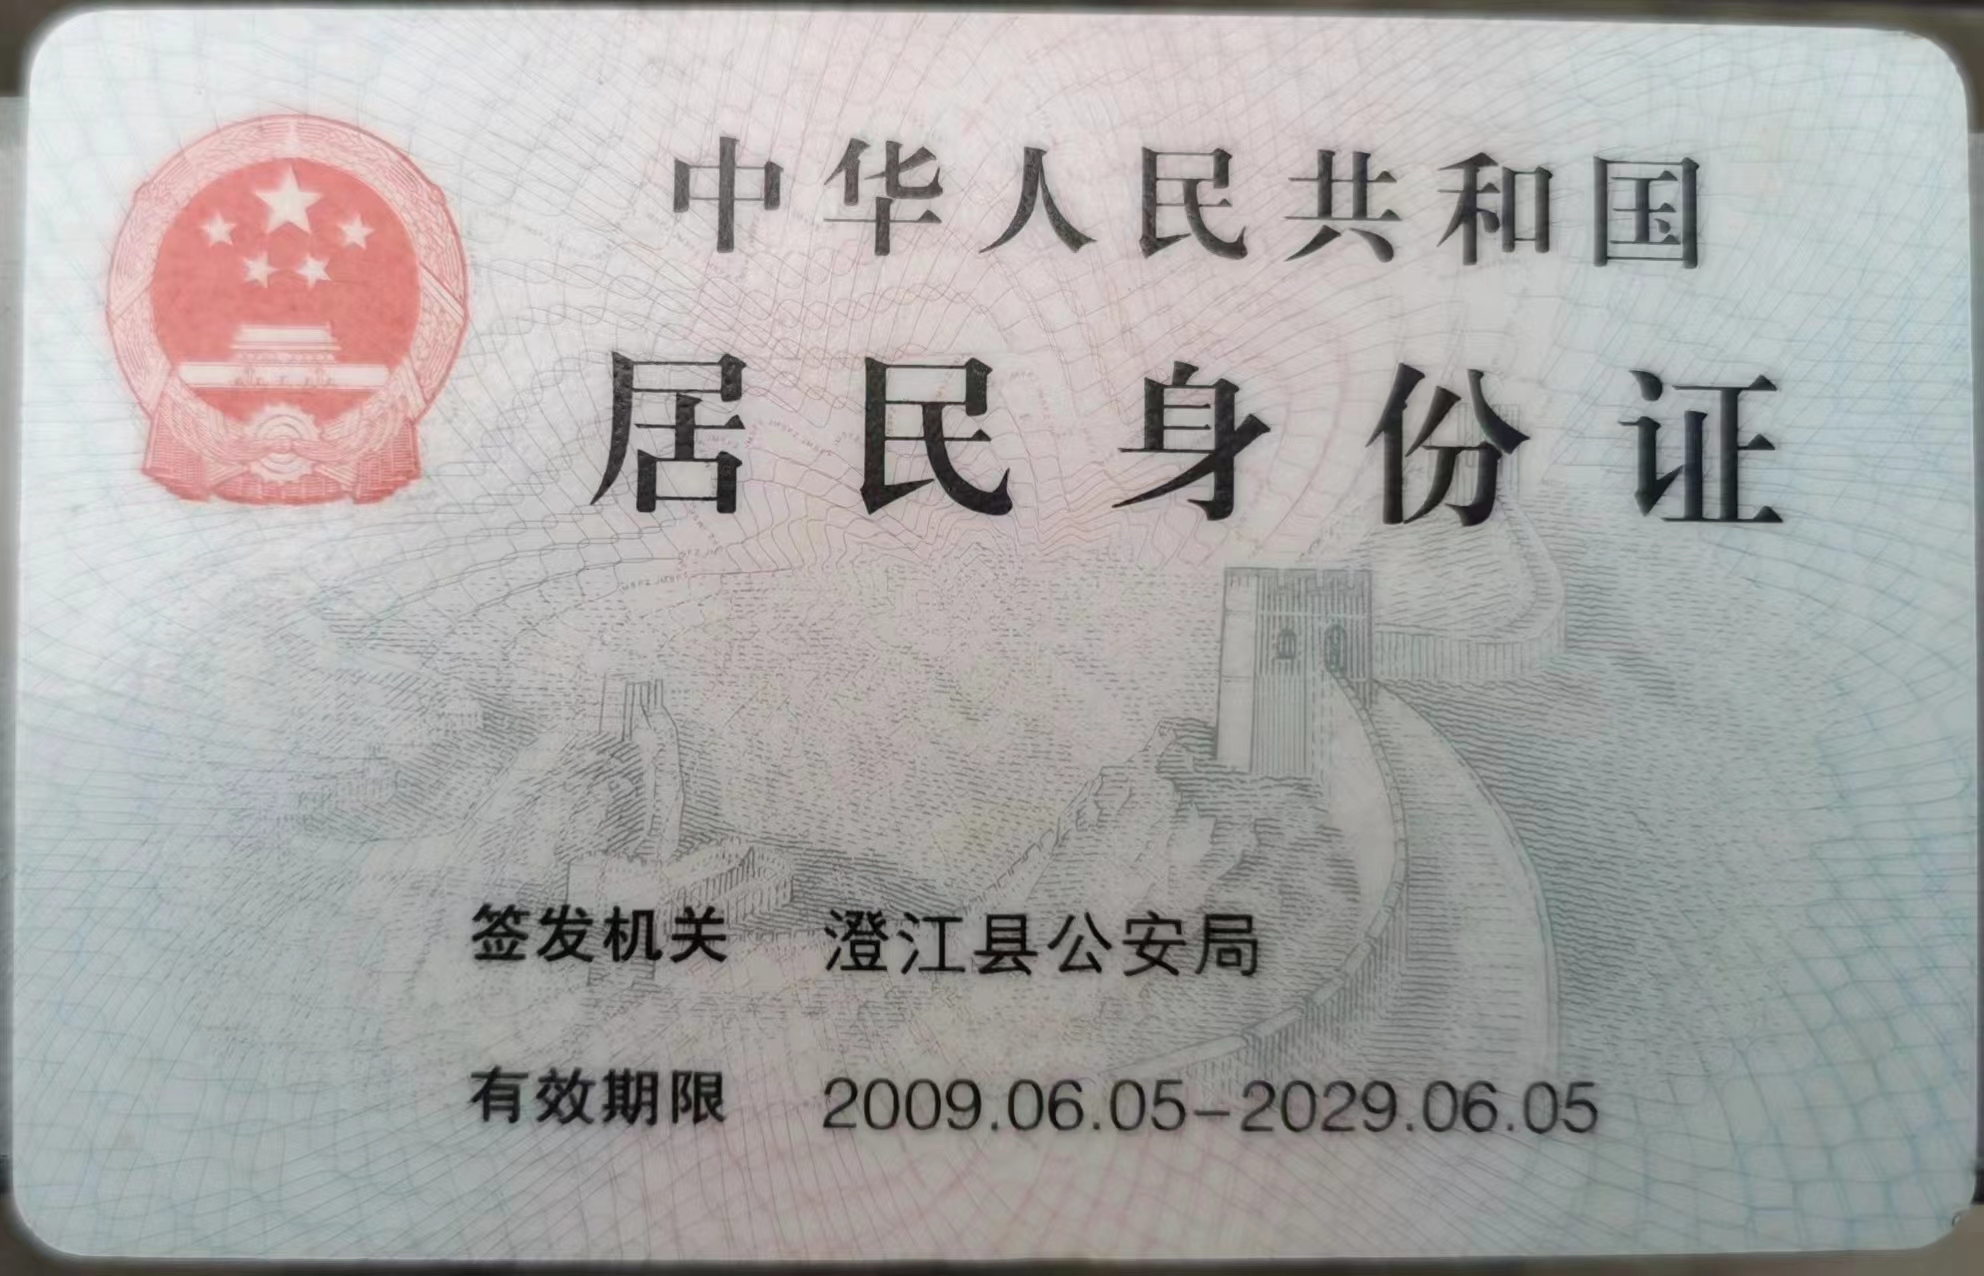 中华人民共和国
居民身份证
签发机关 澄江县公安局
有效期限 2009.06.05-2029.06.05